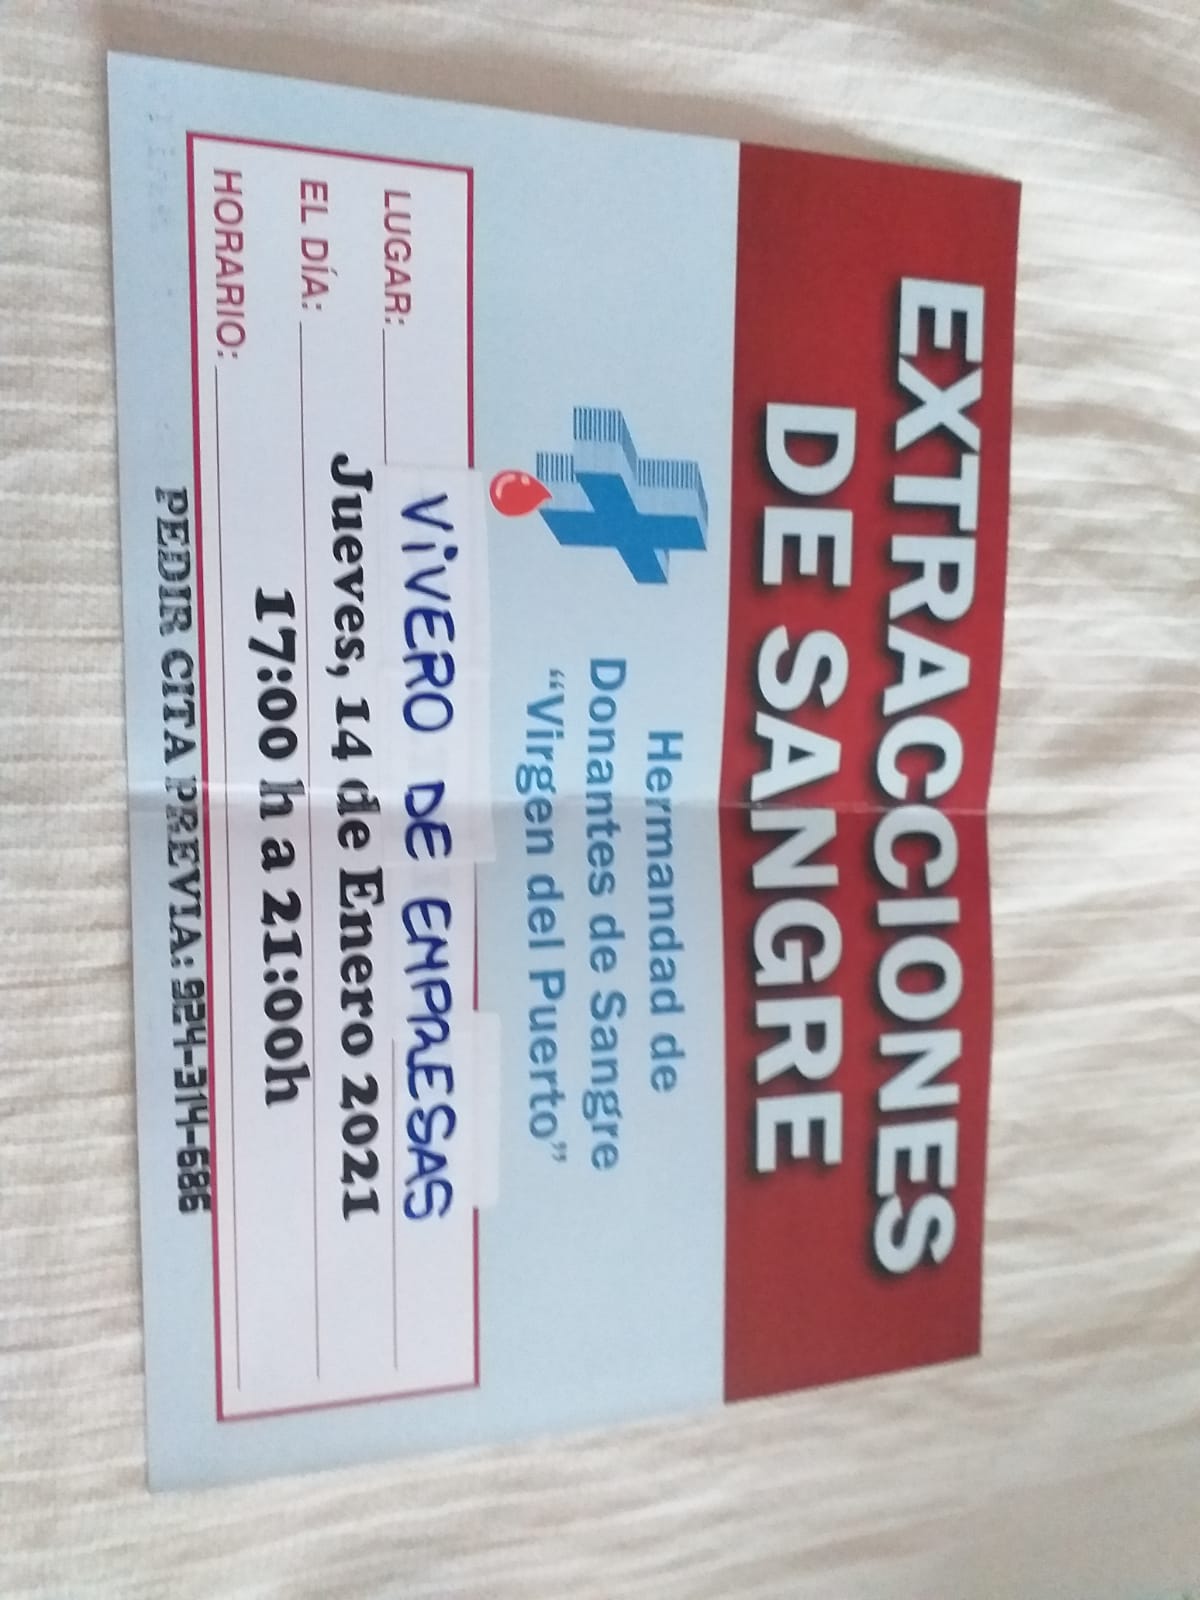 EXTRACCIONES
DE SANGRE
Hermandad de
Donantes de Sangre
“Virgen del Puerto”
LUGAR: VIVERO DE EMPRESAS
EL DÍA: Jueves, 14 de Enero 2021
HORARIO: 17:00 h a 21:00h
PEDIR CITA PREVIA: 924-314-686